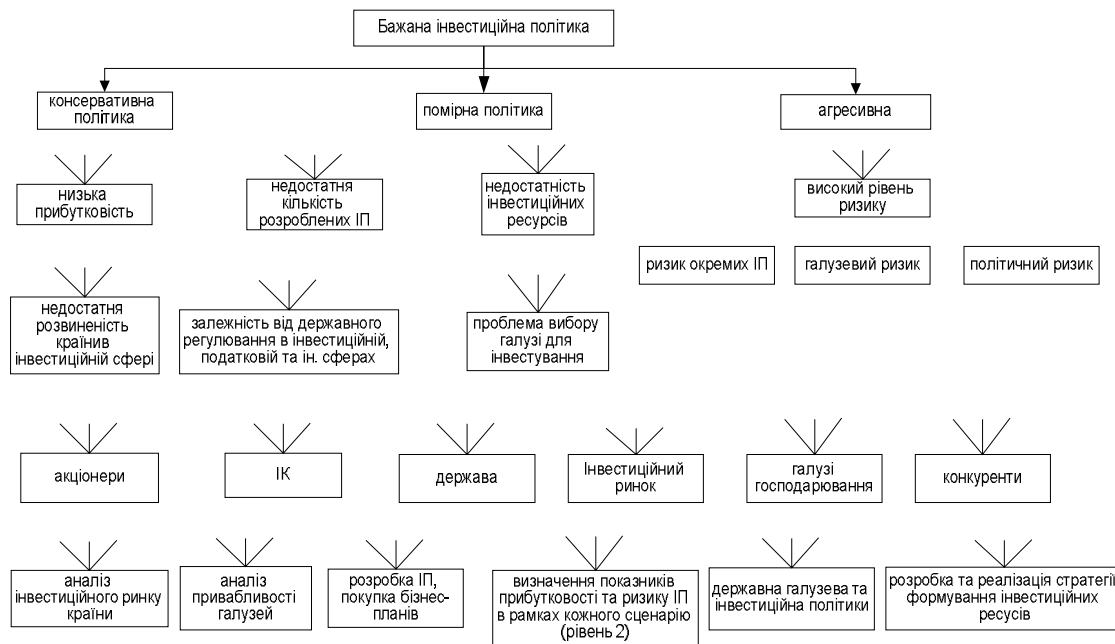 Бажана інвестиційна політика
консервативна
політика
помірна політика
агресивна
низька
прибутковість
недостатня
кількість
розроблених ІП
недостатність
інвестиційних
ресурсів
високий рівень
ризику
ризик окремих ІП
галузевий ризик
політичний ризик
недостатня
розвиненість
країнив
інвестиційній сфері
залежність від державного
регулювання в інвестиційній,
податковій та ін. сферах
проблема вибору
галузі для
інвестування
акціонери
ІК
держава
Інвестиційний
ринок
галузі
господарювання
конкуренти
аналіз
інвестиційного ринку
країни
аналіз
привабливості
галузей
розробка ІП,
покупка бізнес-
планів
визначення показників
прибутковості та ризику ІП
в рамках кожного сценарію
(рівень 2)
державна галузева та
інвестиційна політики
розробка та реалізація стратегії
формування інвестиційних
ресусів